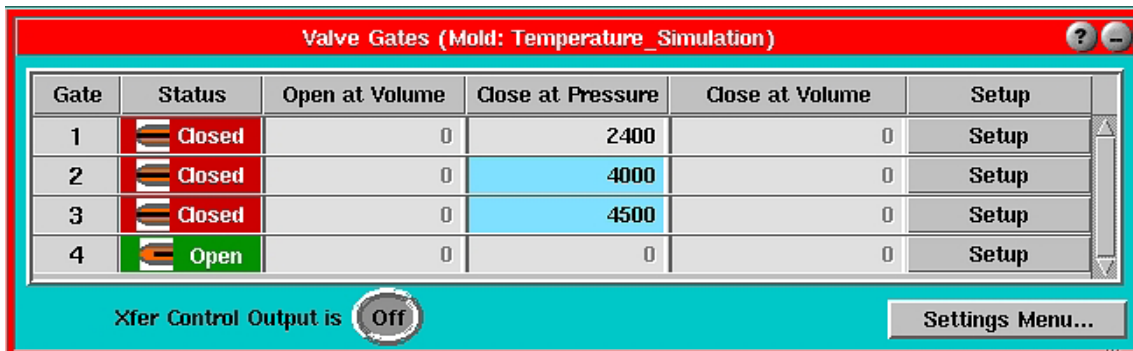 Valve Gates (Mold: Temperature_Simulation) ? –
Gate Status Open at Volume Close at Pressure Close at Volume Setup
1 Closed 0 2400 0 Setup
2 Closed 0 4000 0 Setup
3 Closed 0 4500 0 Setup
4 Open 0 0 0 Setup
Xfer Control Output is Off Settings Menu...